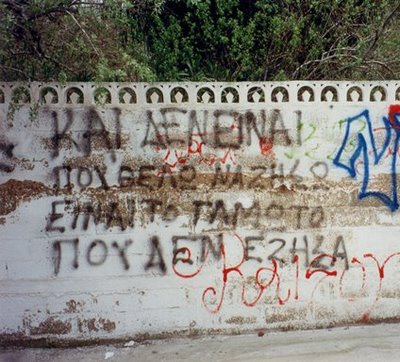 ΚΑΙ ΔΕΝ ΕΙΝΑΙ
ΠΟΥ ΘΕΛΩ ΝΑ ΖΗΣΩ
ΕΙΝΑΙ ΤΟ ΓΑΜΩΤΟ
ΠΟΥ ΔΕΝ ΕΖΗΣΑ